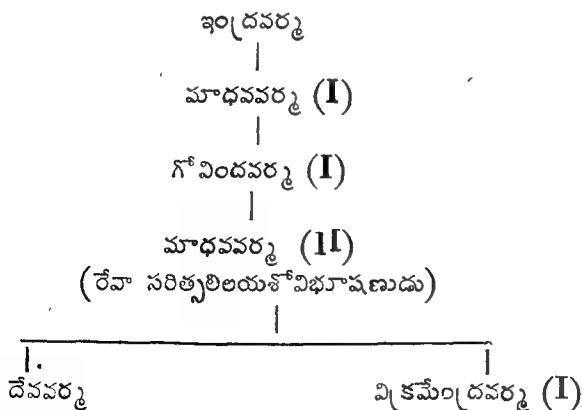 ఇంద్రవర్మ
మాధవవర్మ (I)
గోవిందవర్మ (I)
మాధవవర్మ (II)
(రేవా సరిత్సలిలయశోవిభూషణుడు)
దేవవర్మ విక్రమేంద్రవర్మ (I)